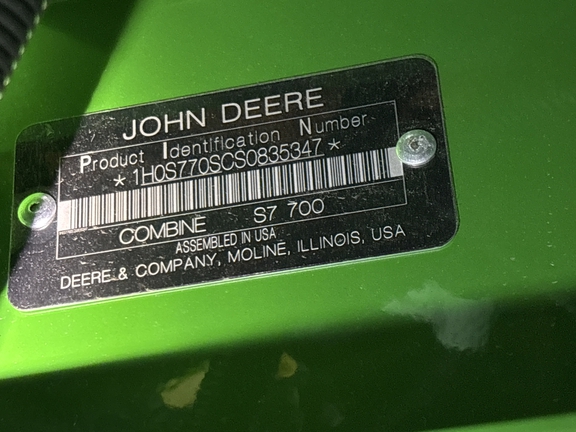 JOHN DEERE
Product Identification Number
*1H0S770SCS0835347*
COMBINE S7 700
ASSEMBLED IN USA
DEERE & COMPANY, MOLINE, ILLINOIS, USA